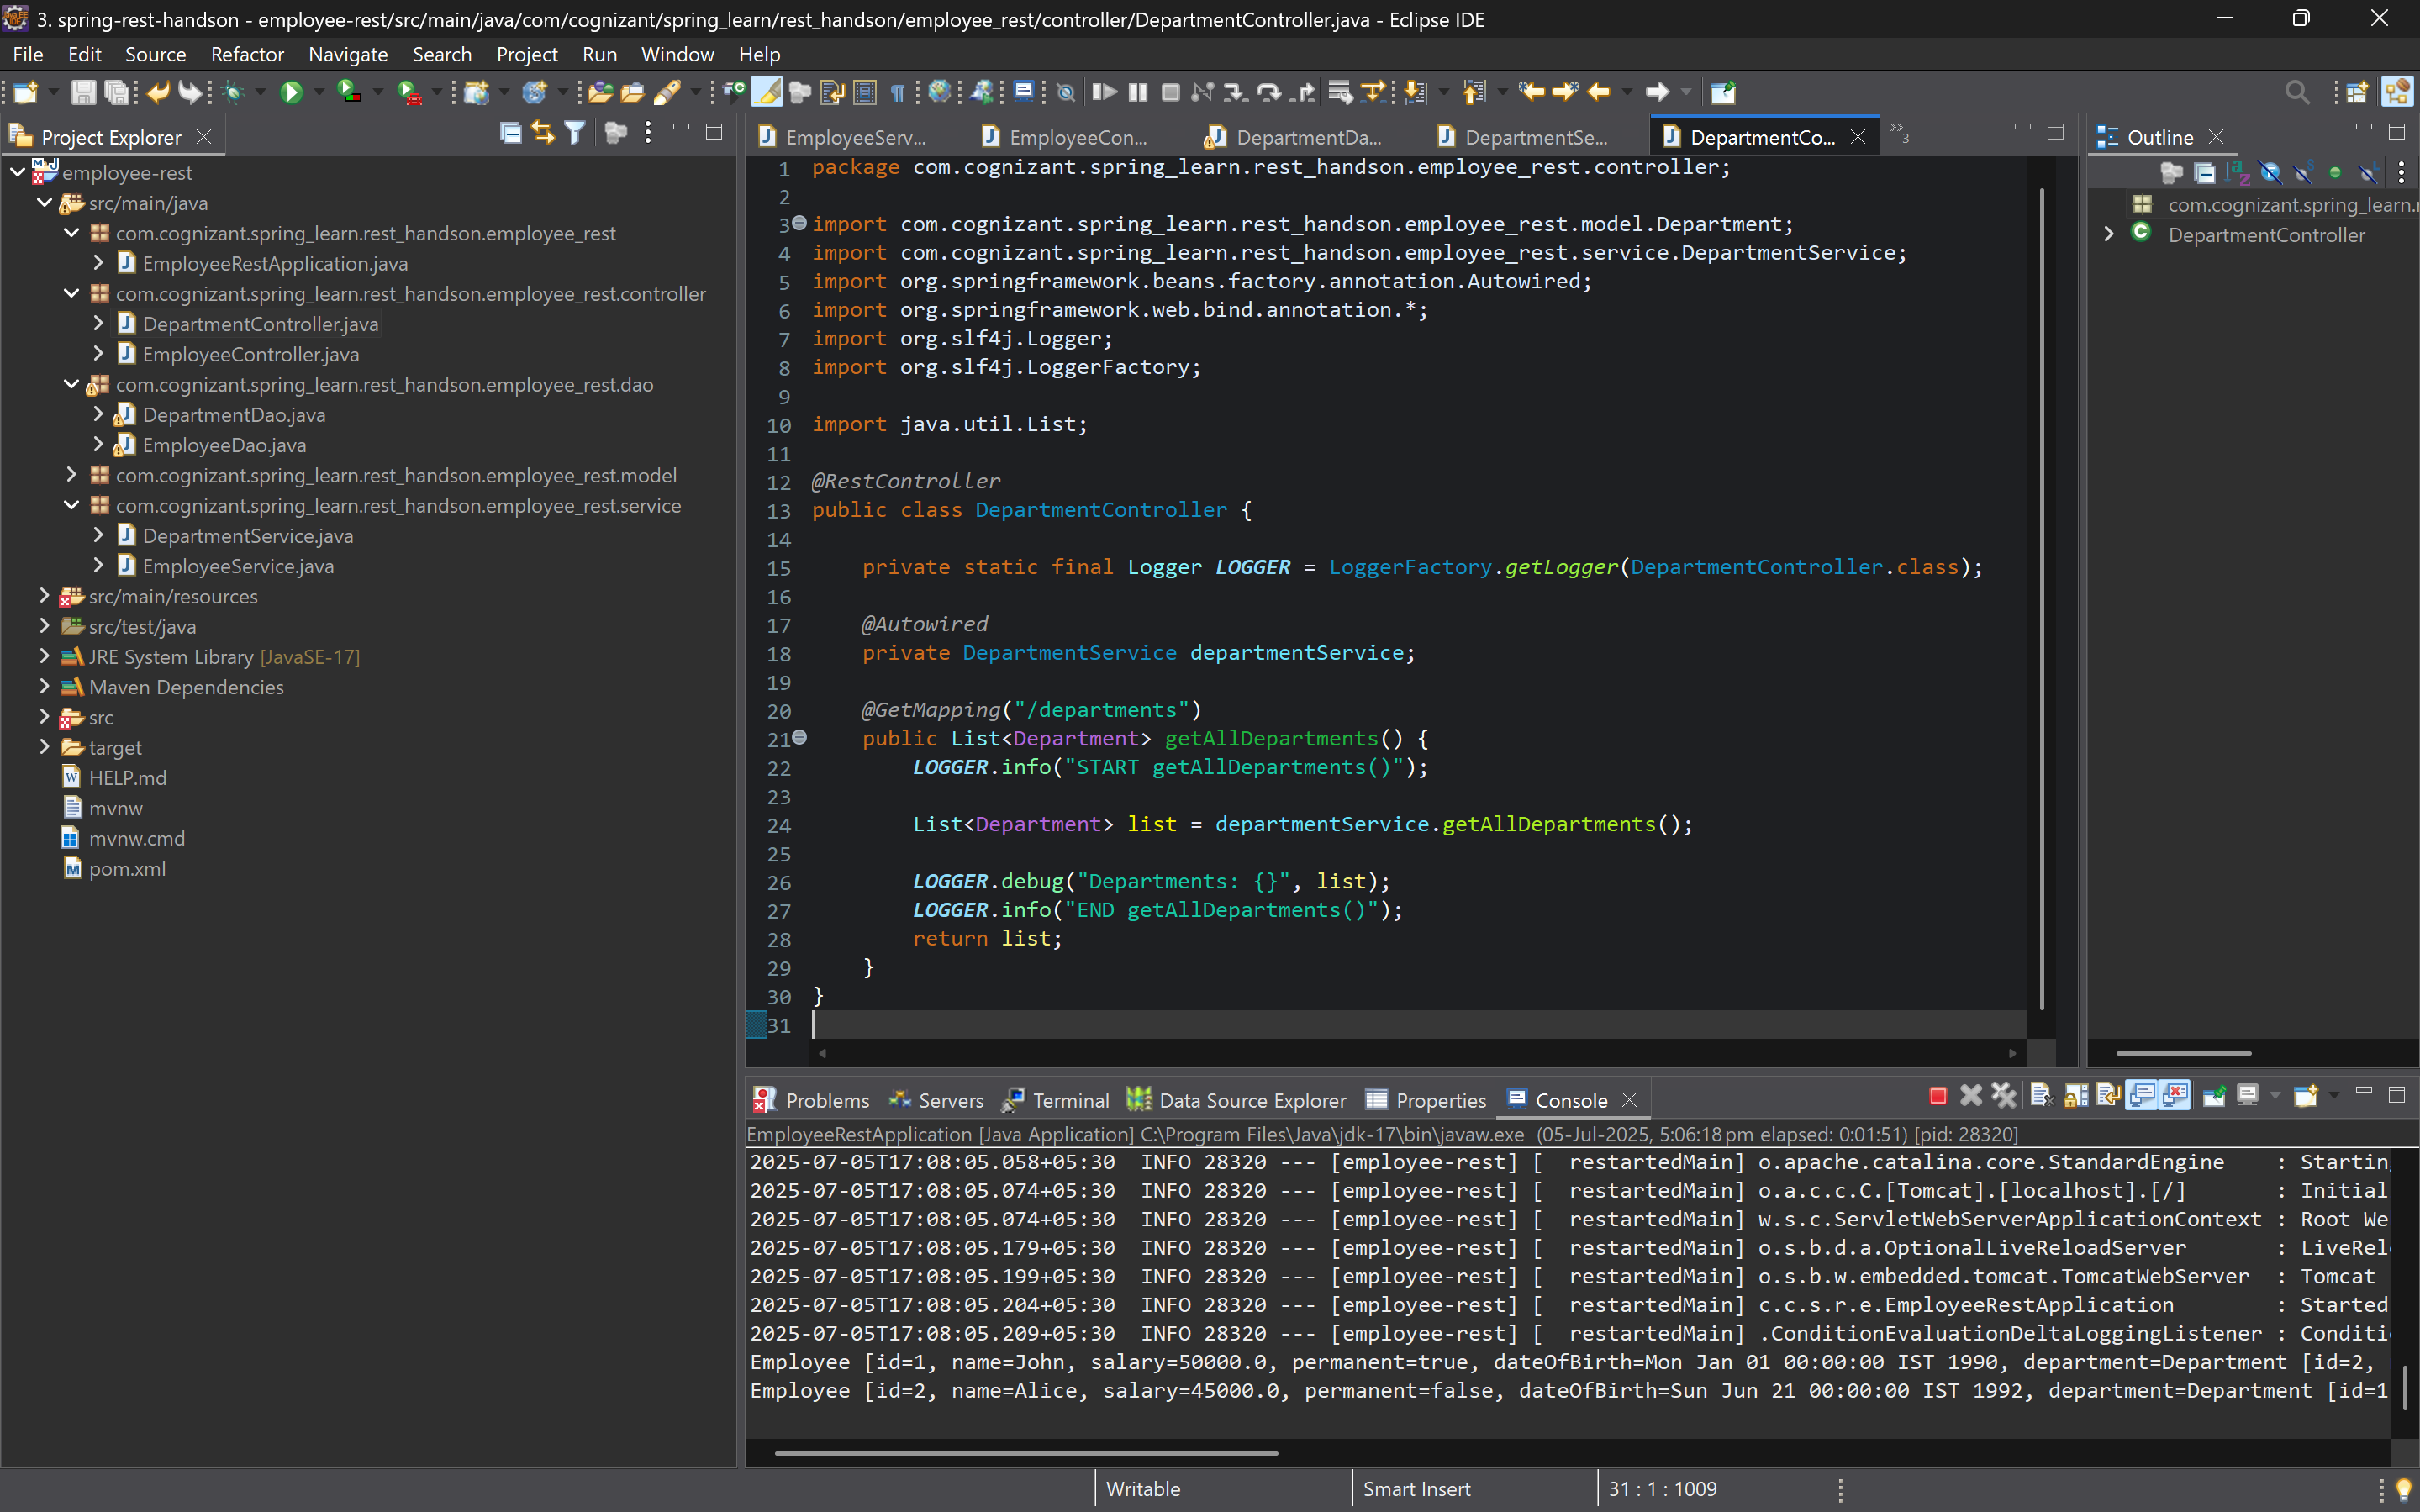 3. spring-rest-handson - employee-rest/src/main/java/com/cognizant/spring_learn/rest_handson/employee_rest/controller/DepartmentController.java - Eclipse IDE
File Edit Source Refactor Navigate Search Project Run Window Help
Project Explorer
employee-rest
src/main/java
com.cognizant.spring_learn.rest_handson.employee_rest
EmployeeRestApplication.java
com.cognizant.spring_learn.rest_handson.employee_rest.controller
DepartmentController.java
EmployeeController.java
com.cognizant.spring_learn.rest_handson.employee_rest.dao
DepartmentDao.java
EmployeeDao.java
com.cognizant.spring_learn.rest_handson.employee_rest.model
com.cognizant.spring_learn.rest_handson.employee_rest.service
DepartmentService.java
EmployeeService.java
src/main/resources
src/test/java
JRE System Library [JavaSE-17]
Maven Dependencies
src
target
HELP.md
mvnw
mvnw.cmd
pom.xml
EmployeeServ... EmployeeCon... DepartmentDa... DepartmentSe... DepartmentCo... »3
1 package com.cognizant.spring_learn.rest_handson.employee_rest.controller;
2
3 import com.cognizant.spring_learn.rest_handson.employee_rest.model.Department;
4 import com.cognizant.spring_learn.rest_handson.employee_rest.service.DepartmentService;
5 import org.springframework.beans.factory.annotation.Autowired;
6 import org.springframework.web.bind.annotation.*;
7 import org.slf4j.Logger;
8 import org.slf4j.LoggerFactory;
9
10 import java.util.List;
11
12 @RestController
13 public class DepartmentController {
14
15 private static final Logger LOGGER = LoggerFactory.getLogger(DepartmentController.class);
16
17 @Autowired
18 private DepartmentService departmentService;
19
20 @GetMapping("/departments")
21 public List<Department> getAllDepartments() {
22 LOGGER.info("START getAllDepartments()");
23
24 List<Department> list = departmentService.getAllDepartments();
25
26 LOGGER.debug("Departments: {}", list);
27 LOGGER.info("END getAllDepartments()");
28 return list;
29 }
30 }
31
Outline
com.cognizant.spring_learn.r
DepartmentController
Problems Servers Terminal Data Source Explorer Properties Console
EmployeeRestApplication [Java Application] C:\Program Files\Java\jdk-17\bin\javaw.exe (05-Jul-2025, 5:06:18 pm elapsed: 0:01:51) [pid: 28320]
2025-07-05T17:08:05.058+05:30 INFO 28320 --- [employee-rest] [ restartedMain] o.apache.catalina.core.StandardEngine : Startin
2025-07-05T17:08:05.074+05:30 INFO 28320 --- [employee-rest] [ restartedMain] o.a.c.c.C.[Tomcat].[localhost].[/] : Initial
2025-07-05T17:08:05.074+05:30 INFO 28320 --- [employee-rest] [ restartedMain] w.s.c.ServletWebServerApplicationContext : Root We
2025-07-05T17:08:05.179+05:30 INFO 28320 --- [employee-rest] [ restartedMain] o.s.b.d.a.OptionalLiveReloadServer : LiveRel
2025-07-05T17:08:05.199+05:30 INFO 28320 --- [employee-rest] [ restartedMain] o.s.b.w.embedded.tomcat.TomcatWebServer : Tomcat
2025-07-05T17:08:05.204+05:30 INFO 28320 --- [employee-rest] [ restartedMain] c.c.s.r.e.EmployeeRestApplication : Started
2025-07-05T17:08:05.209+05:30 INFO 28320 --- [employee-rest] [ restartedMain] .ConditionEvaluationDeltaLoggingListener : Conditi
Employee [id=1, name=John, salary=50000.0, permanent=true, dateOfBirth=Mon Jan 01 00:00:00 IST 1990, department=Department [id=2,
Employee [id=2, name=Alice, salary=45000.0, permanent=false, dateOfBirth=Sun Jun 21 00:00:00 IST 1992, department=Department [id=1
Writable Smart Insert 31 : 1 : 1009